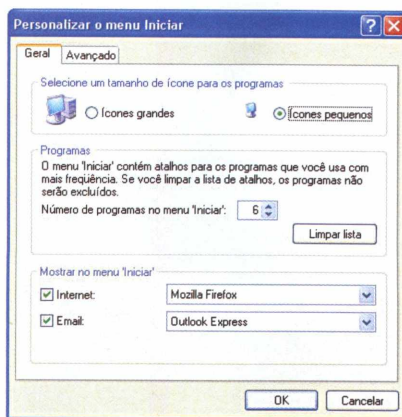 Personalizar o menu Iniciar
Geral
Avançado
Selecione um tamanho de ícone para os programas
Ícones grandes
Ícones pequenos
Programas
O menu 'Iniciar' contém atalhos para os programas que você usa com
mais freqüência. Se você limpar a lista de atalhos, os programas não
serão excluídos.
Número de programas no menu 'Iniciar': 6
Limpar lista
Mostrar no menu 'Iniciar'
Internet: Mozilla Firefox
Email: Outlook Express
OK
Cancelar